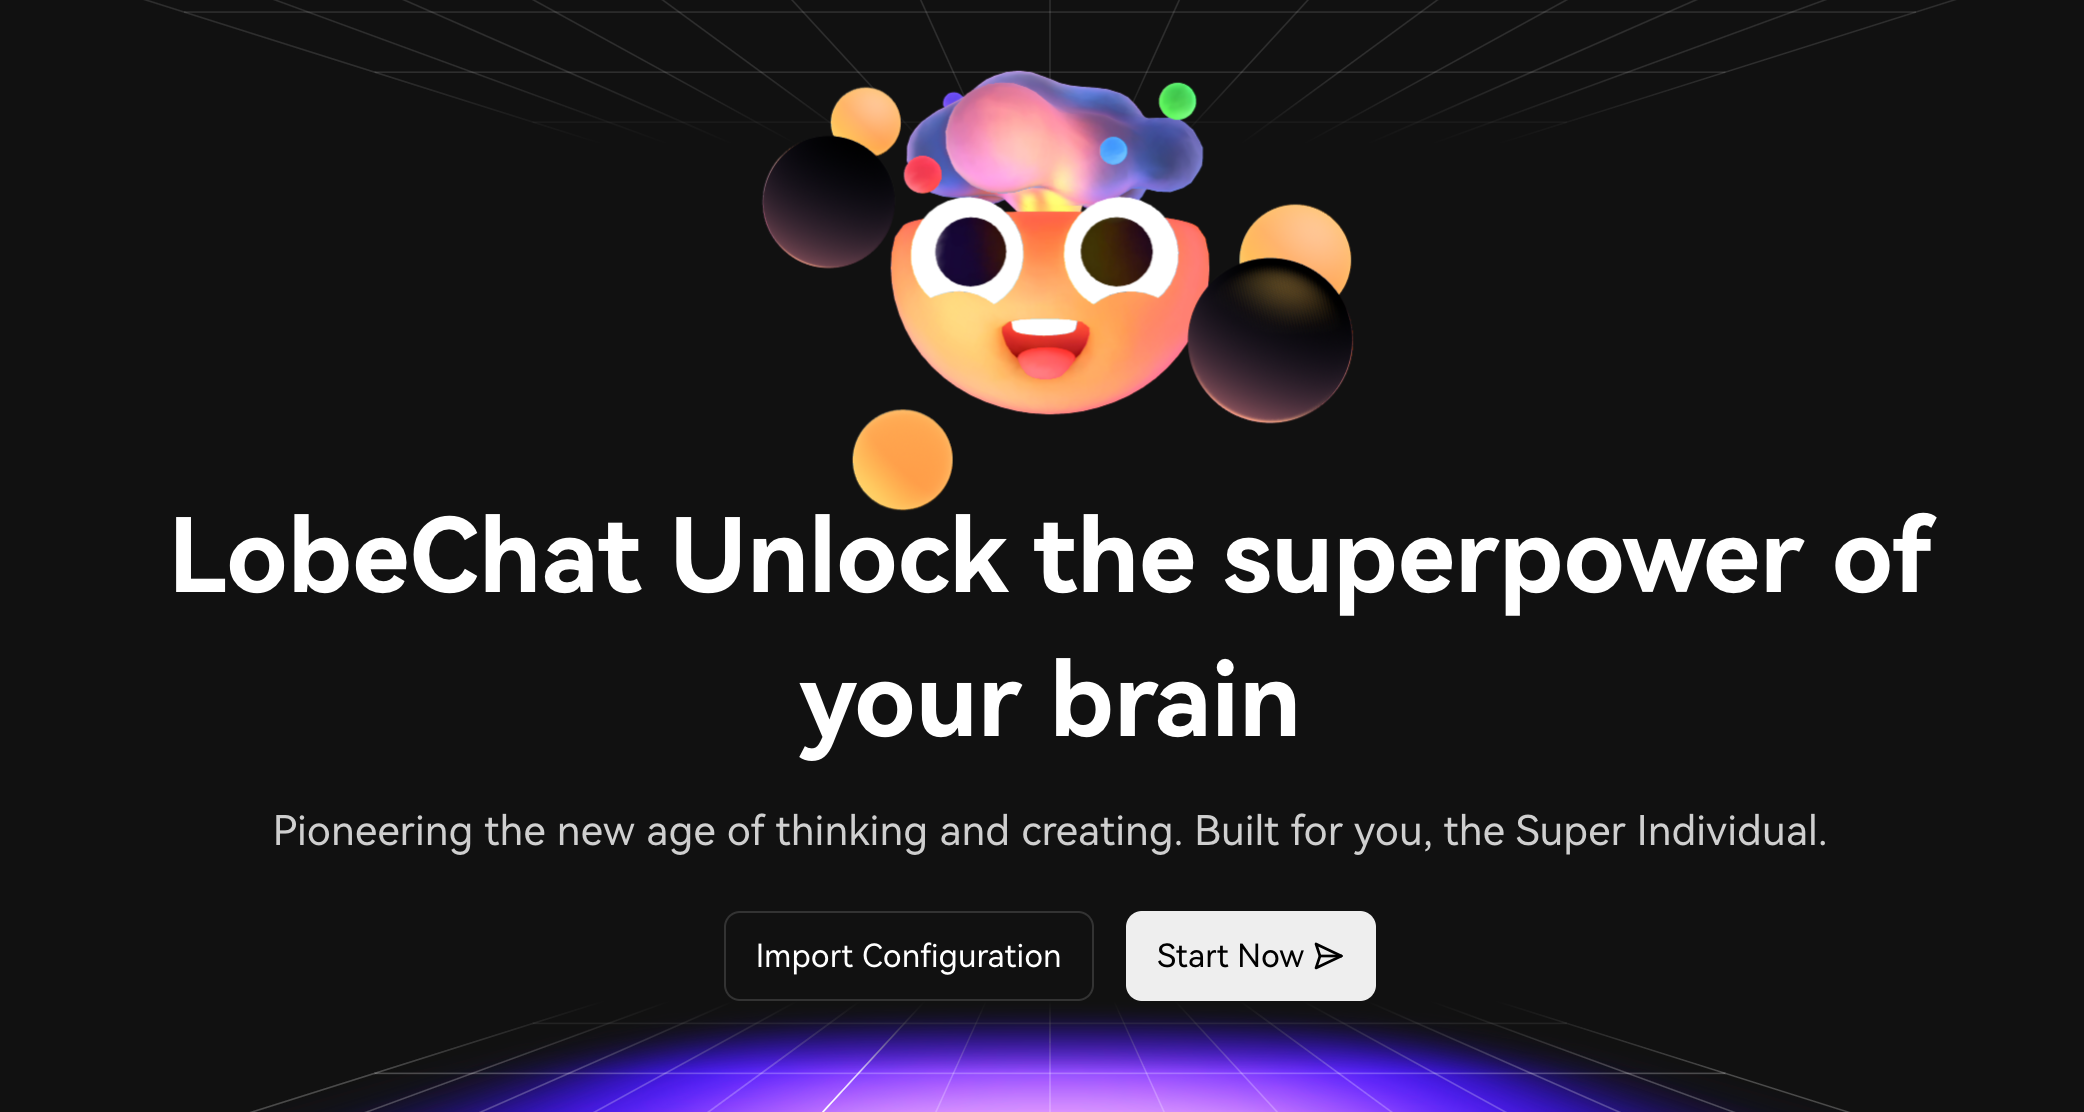 LobeChat Unlock the superpower of
your brain
Pioneering the new age of thinking and creating. Built for you, the Super Individual.
Import Configuration
Start Now